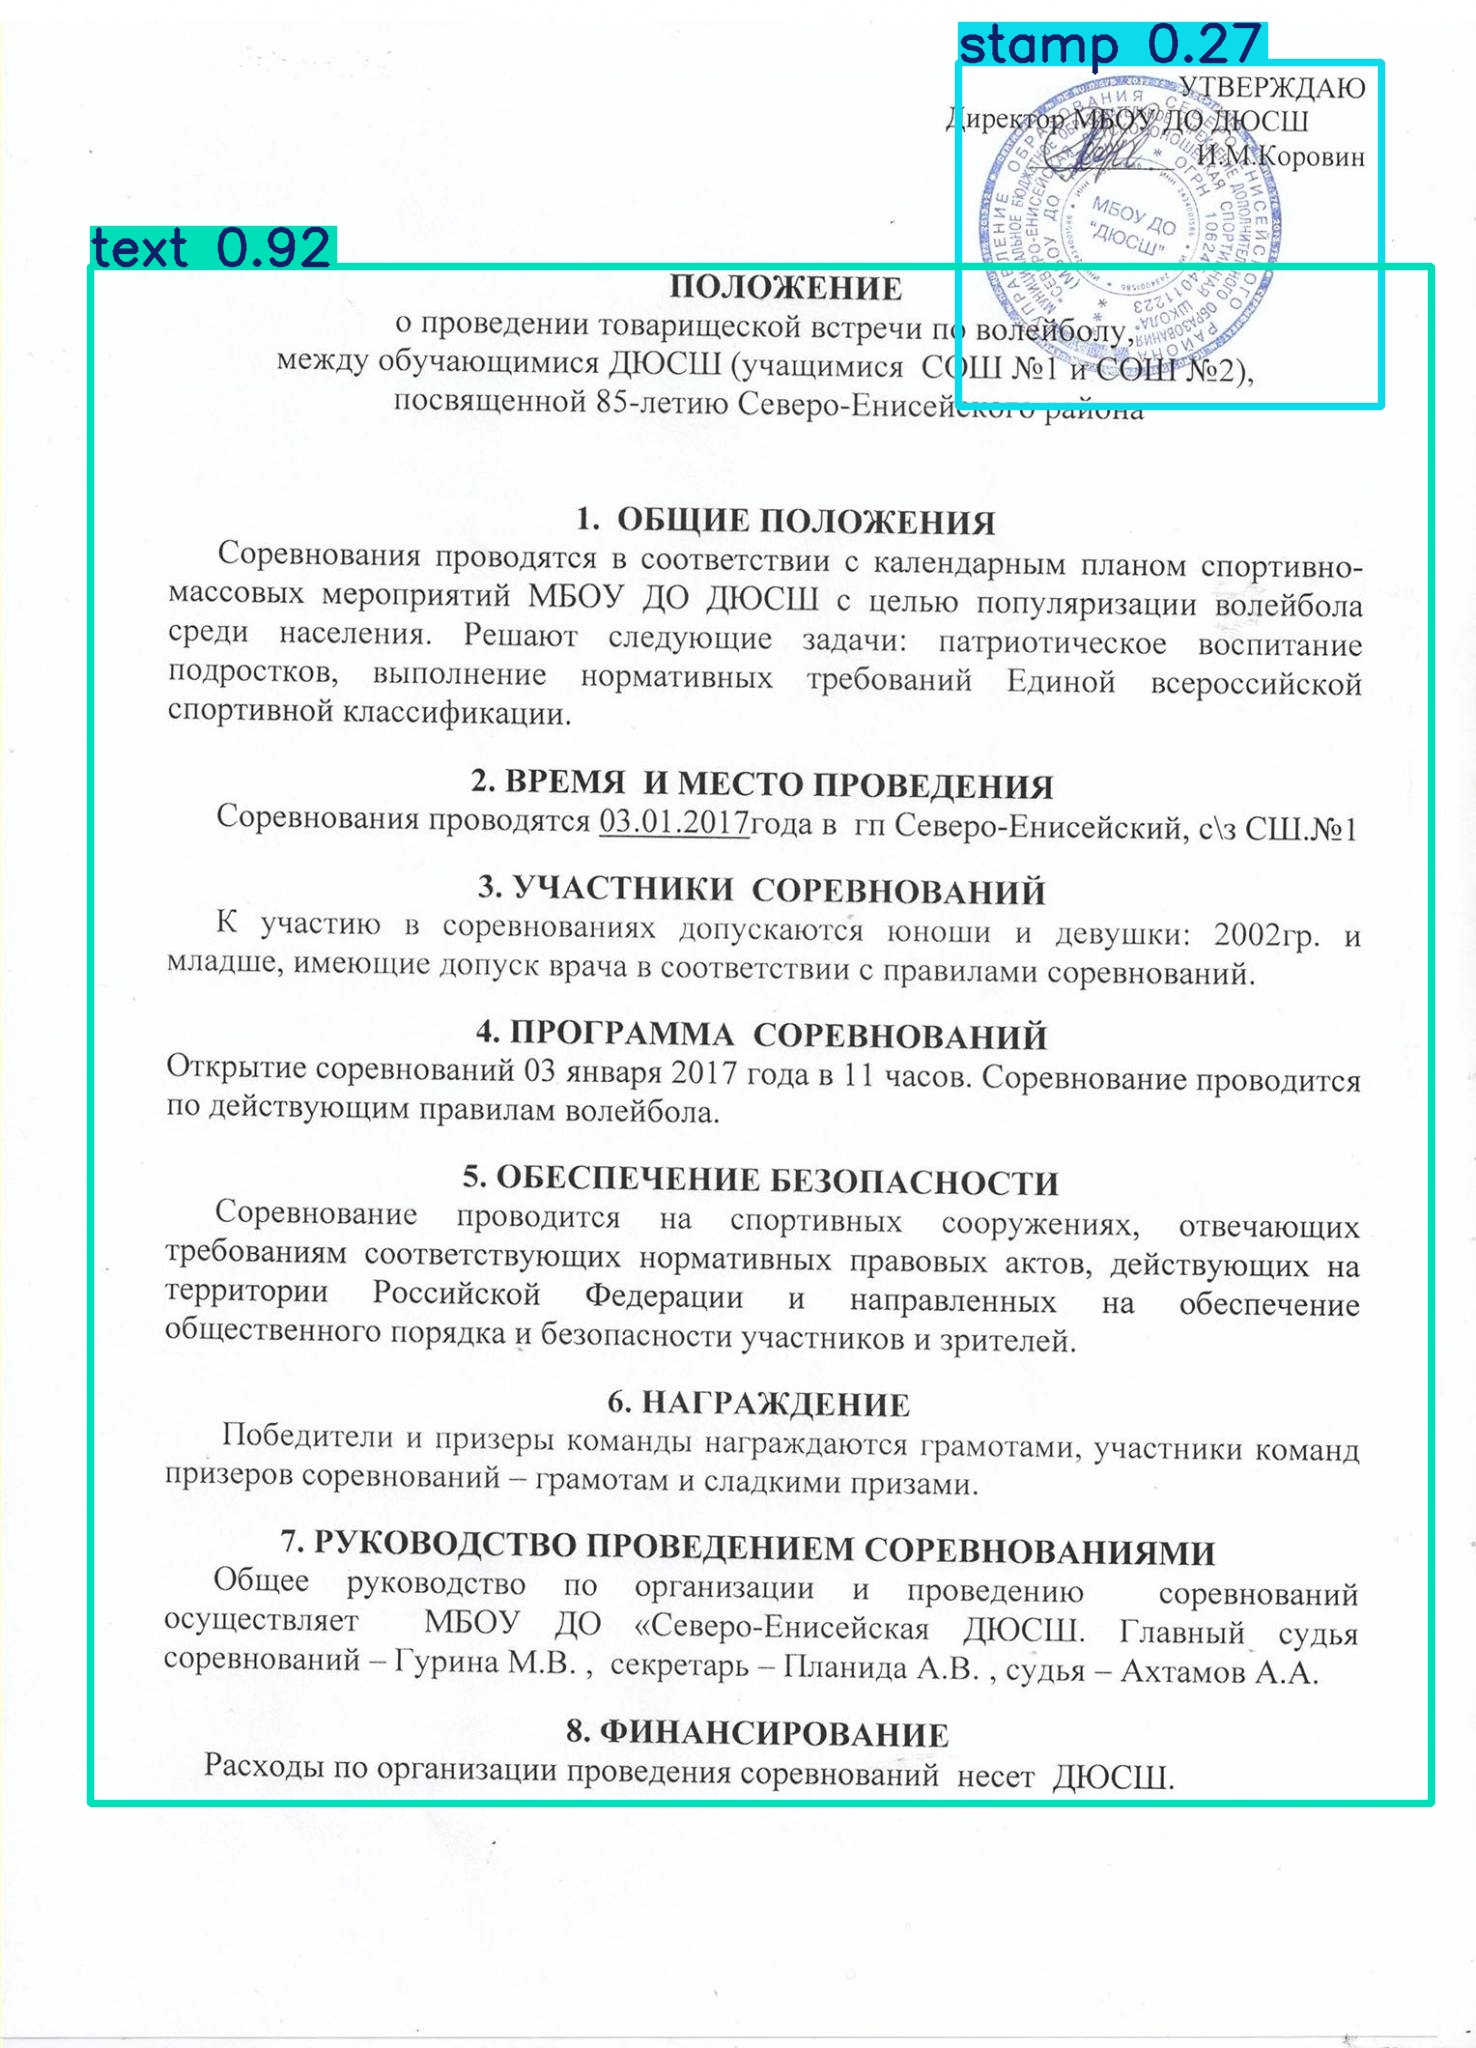 stamp 0.27
УТВЕРЖДАЮ
Директор МБОУ ДО ДЮСШ
И.М.Коровин
МБОУ ДО
"ДЮСШ"
text 0.92
ПОЛОЖЕНИЕ
о проведении товарищеской встречи по волейболу,
между обучающимися ДЮСШ (учащимися СОШ №1 и СОШ №2),
посвященной 85-летию Северо-Енисейского района
1. ОБЩИЕ ПОЛОЖЕНИЯ
Соревнования проводятся в соответствии с календарным планом спортивно-
массовых мероприятий МБОУ ДО ДЮСШ с целью популяризации волейбола
среди населения. Решают следующие задачи: патриотическое воспитание
подростков, выполнение нормативных требований Единой всероссийской
спортивной классификации.
2. ВРЕМЯ И МЕСТО ПРОВЕДЕНИЯ
Соревнования проводятся 03.01.2017года в гп Северо-Енисейский, с\з СШ.№1
3. УЧАСТНИКИ СОРЕВНОВАНИЙ
К участию в соревнованиях допускаются юноши и девушки: 2002гр. и
младше, имеющие допуск врача в соответствии с правилами соревнований.
4. ПРОГРАММА СОРЕВНОВАНИЙ
Открытие соревнований 03 января 2017 года в 11 часов. Соревнование проводится
по действующим правилам волейбола.
5. ОБЕСПЕЧЕНИЕ БЕЗОПАСНОСТИ
Соревнование проводится на спортивных сооружениях, отвечающих
требованиям соответствующих нормативных правовых актов, действующих на
территории Российской Федерации и направленных на обеспечение
общественного порядка и безопасности участников и зрителей.
6. НАГРАЖДЕНИЕ
Победители и призеры команды награждаются грамотами, участники команд
призеров соревнований – грамотам и сладкими призами.
7. РУКОВОДСТВО ПРОВЕДЕНИЕМ СОРЕВНОВАНИЯМИ
Общее руководство по организации и проведению соревнований
осуществляет МБОУ ДО «Северо-Енисейская ДЮСШ. Главный судья
соревнований – Гурина М.В. , секретарь – Планида А.В. , судья – Ахтамов А.А.
8. ФИНАНСИРОВАНИЕ
Расходы по организации проведения соревнований несет ДЮСШ.